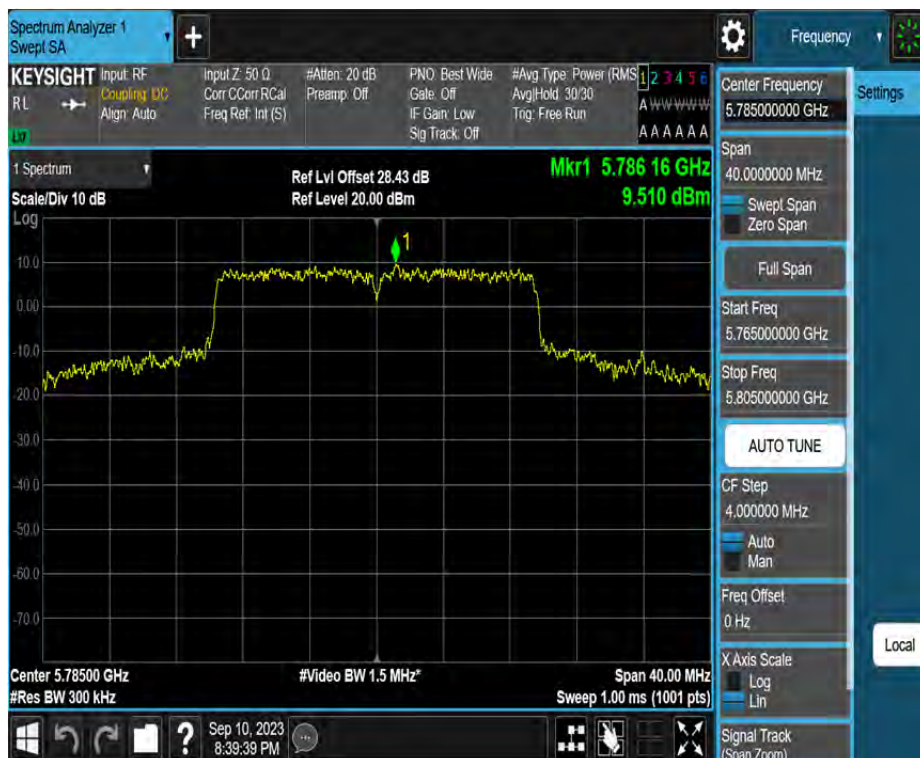 Spectrum Analyzer 1
Swept SA
+
Frequency
KEYSIGHT
RL
LXI
Input: RF
Coupling: DC
Align: Auto
Input Z: 50 Ω
Corr CCorr RCal
Freq Ref: Int (S)
#Atten: 20 dB
Preamp: Off
PNO: Best Wide
Gate: Off
IF Gain: Low
Sig Track: Off
#Avg Type: Power (RMS
Avg|Hold: 30/30
Trig: Free Run
1 2 3 4 5 6
A W W W W W
A A A A A A
Center Frequency
5.785000000 GHz
Settings
Span
40.0000000 MHz
Swept Span
Zero Span
Full Span
Start Freq
5.765000000 GHz
Stop Freq
5.805000000 GHz
AUTO TUNE
CF Step
4.000000 MHz
Auto
Man
Freq Offset
0 Hz
X Axis Scale
Log
Lin
Signal Track
(Span Zoom)
Local
1 Spectrum
Scale/Div 10 dB
Ref Lvl Offset 28.43 dB
Ref Level 20.00 dBm
Mkr1 5.786 16 GHz
9.510 dBm
Log
1
10.0
0.00
-10.0
-20.0
-30.0
-40.0
-50.0
-60.0
-70.0
Center 5.78500 GHz
#Video BW 1.5 MHz*
Span 40.00 MHz
#Res BW 300 kHz
Sweep 1.00 ms (1001 pts)
?
Sep 10, 2023
8:39:39 PM